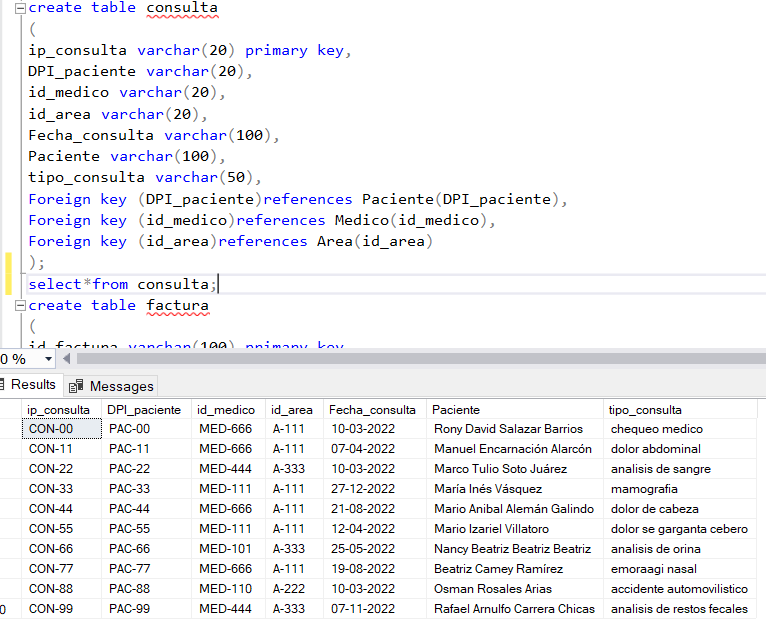 create table consulta
(
ip_consulta varchar(20) primary key,
DPI_paciente varchar(20),
id_medico varchar(20),
id_area varchar(20),
Fecha_consulta varchar(100),
Paciente varchar(100),
tipo_consulta varchar(50),
Foreign key (DPI_paciente)references Paciente(DPI_paciente),
Foreign key (id_medico)references Medico(id_medico),
Foreign key (id_area)references Area(id_area)
);
select*from consulta;
create table factura
(
id_factura varchar(100) primary key
0 %
Results Messages
ip_consulta DPI_paciente id_medico id_area Fecha_consulta Paciente tipo_consulta
CON-00 PAC-00 MED-666 A-111 10-03-2022 Rony David Salazar Barrios chequeo medico
CON-11 PAC-11 MED-666 A-111 07-04-2022 Manuel Encarnación Alarcón dolor abdominal
CON-22 PAC-22 MED-444 A-333 10-03-2022 Marco Tulio Soto Juárez analisis de sangre
CON-33 PAC-33 MED-111 A-111 27-12-2022 María Inés Vásquez mamografia
CON-44 PAC-44 MED-666 A-111 21-08-2022 Mario Anibal Alemán Galindo dolor de cabeza
CON-55 PAC-55 MED-111 A-111 12-04-2022 Mario Izariel Villatoro dolor se garganta cebero
CON-66 PAC-66 MED-101 A-333 25-05-2022 Nancy Beatriz Beatriz Beatriz analisis de orina
CON-77 PAC-77 MED-666 A-111 19-08-2022 Beatriz Camey Ramírez emoraagi nasal
CON-88 PAC-88 MED-110 A-222 10-03-2022 Osman Rosales Arias accidente automovilistico
0 CON-99 PAC-99 MED-444 A-333 07-11-2022 Rafael Arnulfo Carrera Chicas analisis de restos fecales